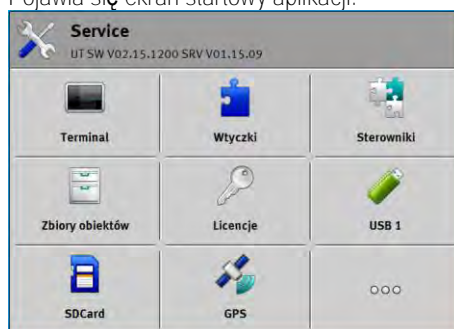 Pojawia się ekran startowy aplikacji.
Service
UT SW V02.15.1200 SRV V01.15.09
Terminal
Wtyczki
Sterowniki
Zbiory obiektów
Licencje
USB 1
SDCard
GPS